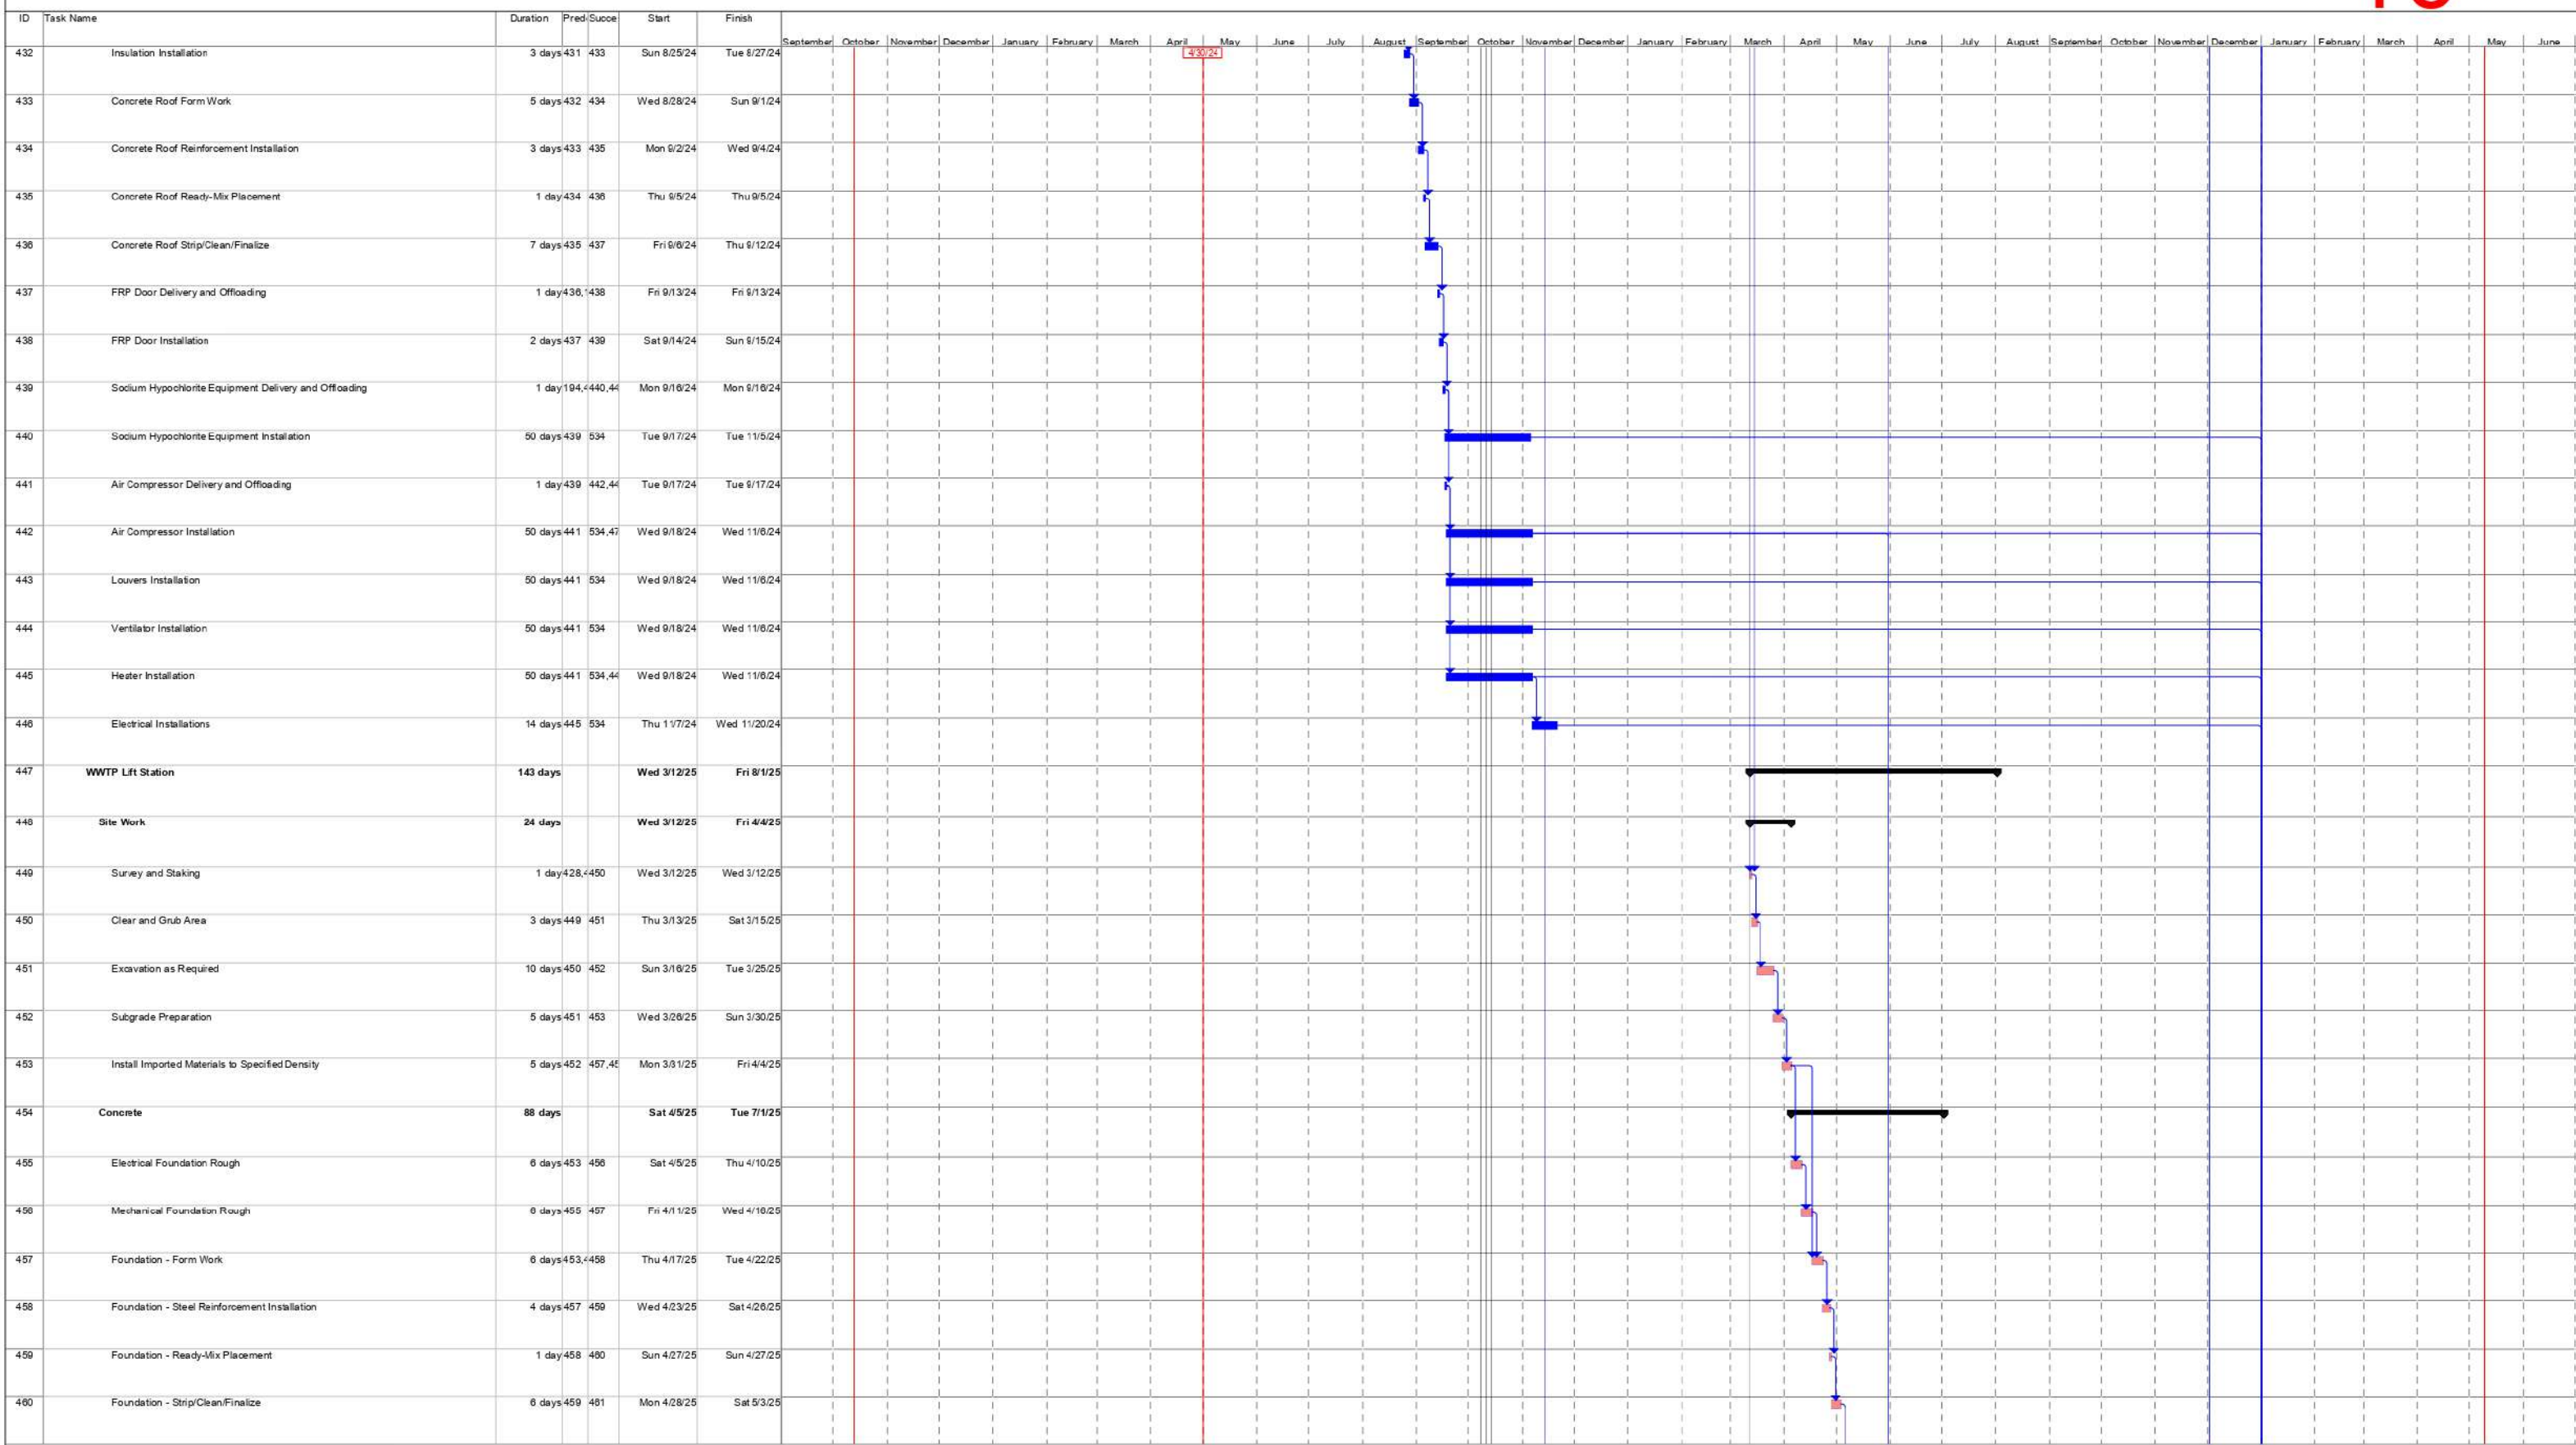 ID Task Name Duration Pred Succe Start Finish
September October November December January February March April May June July August September October November December January February March April May June July August September October November December January February March April May June
4/30/24
432 Insulation Installation 3 days 431 433 Sun 8/25/24 Tue 8/27/24
433 Concrete Roof Form Work 5 days 432 434 Wed 8/28/24 Sun 9/1/24
434 Concrete Roof Reinforcement Installation 3 days 433 435 Mon 9/2/24 Wed 9/4/24
435 Concrete Roof Ready-Mix Placement 1 day 434 436 Thu 9/5/24 Thu 9/5/24
436 Concrete Roof Strip/Clean/Finalize 7 days 435 437 Fri 9/6/24 Thu 9/12/24
437 FRP Door Delivery and Offloading 1 day 436,1 438 Fri 9/13/24 Fri 9/13/24
438 FRP Door Installation 2 days 437 439 Sat 9/14/24 Sun 9/15/24
439 Sodium Hypochlorite Equipment Delivery and Offloading 1 day 194,4 440,44 Mon 9/16/24 Mon 9/16/24
440 Sodium Hypochlorite Equipment Installation 50 days 439 534 Tue 9/17/24 Tue 11/5/24
441 Air Compressor Delivery and Offloading 1 day 439 442,44 Tue 9/17/24 Tue 9/17/24
442 Air Compressor Installation 50 days 441 534,47 Wed 9/18/24 Wed 11/6/24
443 Louvers Installation 50 days 441 534 Wed 9/18/24 Wed 11/6/24
444 Ventilator Installation 50 days 441 534 Wed 9/18/24 Wed 11/6/24
445 Heater Installation 50 days 441 534,44 Wed 9/18/24 Wed 11/6/24
446 Electrical Installations 14 days 445 534 Thu 11/7/24 Wed 11/20/24
447 WWTP Lift Station 143 days Wed 3/12/25 Fri 8/1/25
448 Site Work 24 days Wed 3/12/25 Fri 4/4/25
449 Survey and Staking 1 day 428,4 450 Wed 3/12/25 Wed 3/12/25
450 Clear and Grub Area 3 days 449 451 Thu 3/13/25 Sat 3/15/25
451 Excavation as Required 10 days 450 452 Sun 3/16/25 Tue 3/25/25
452 Subgrade Preparation 5 days 451 453 Wed 3/26/25 Sun 3/30/25
453 Install Imported Materials to Specified Density 5 days 452 457,45 Mon 3/31/25 Fri 4/4/25
454 Concrete 88 days Sat 4/5/25 Tue 7/1/25
455 Electrical Foundation Rough 6 days 453 456 Sat 4/5/25 Thu 4/10/25
456 Mechanical Foundation Rough 6 days 455 457 Fri 4/11/25 Wed 4/16/25
457 Foundation - Form Work 6 days 453,4 458 Thu 4/17/25 Tue 4/22/25
458 Foundation - Steel Reinforcement Installation 4 days 457 459 Wed 4/23/25 Sat 4/26/25
459 Foundation - Ready-Mix Placement 1 day 458 460 Sun 4/27/25 Sun 4/27/25
460 Foundation - Strip/Clean/Finalize 6 days 459 461 Mon 4/28/25 Sat 5/3/25